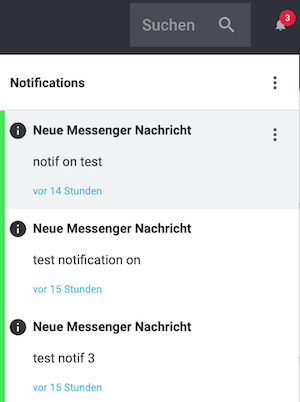 Suchen
3
Notifications
Neue Messenger Nachricht
notif on test
vor 14 Stunden
Neue Messenger Nachricht
test notification on
vor 15 Stunden
Neue Messenger Nachricht
test notif 3
vor 15 Stunden